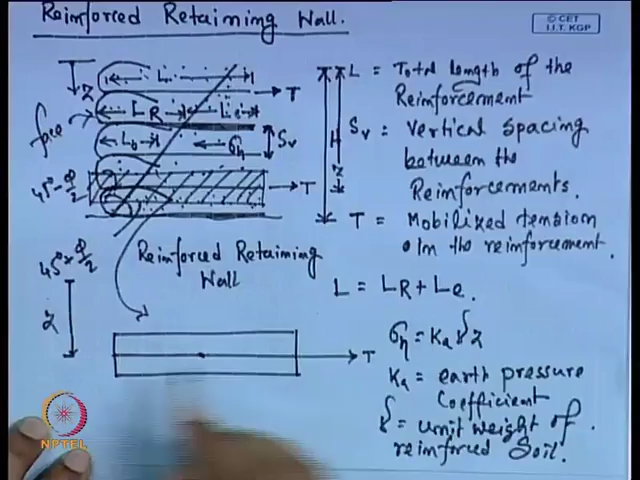 Reinforced Retaining Wall.
© CET
I.I.T. KGP
L = Total length of the
Reinforcement
Sv = Vertical spacing
between the
Reinforcements.
T = Mobilized tension
in the reinforcement.
L = LR + Le.
σh = Ka γ z
Ka = earth pressure
Coefficient
γ = unit weight of
reinforced Soil.
z
L
T
face
LR
Le
Lo
σh
Sv
H
z
45° - φ/2
T
Reinforced Retaining
Wall
45° + φ/2
z
T
NPTEL